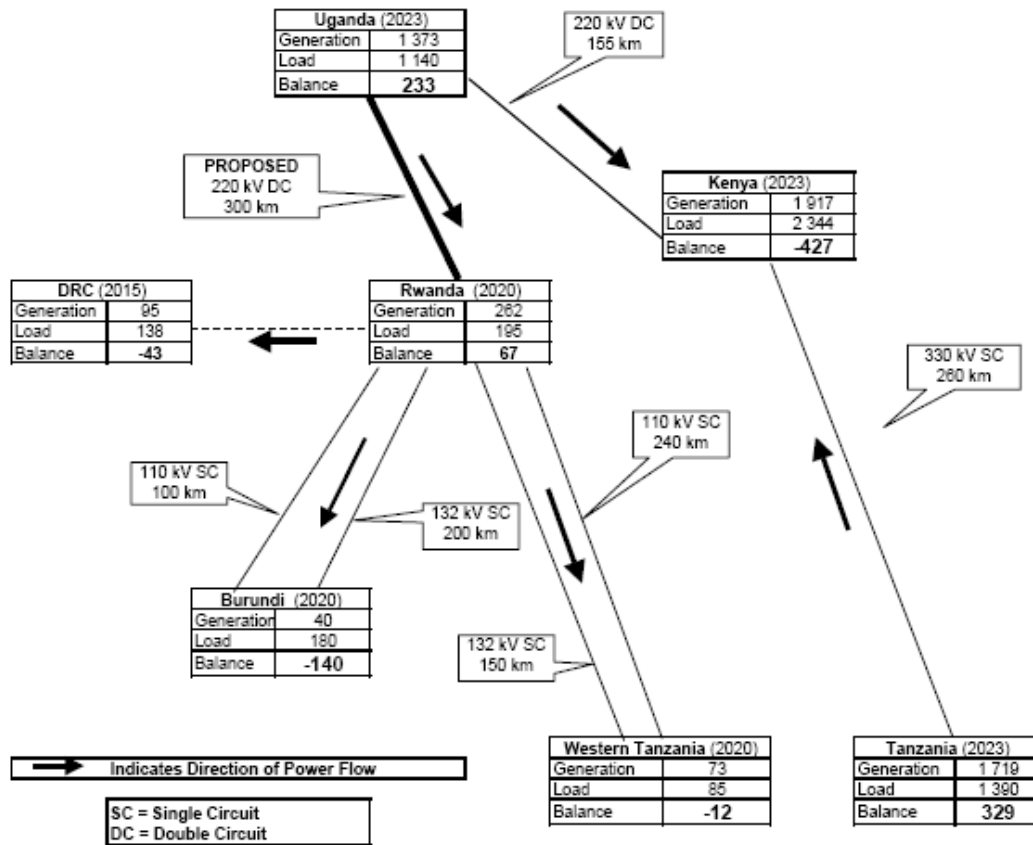 Uganda (2023)
Generation 1 373
Load 1 140
Balance 233
220 kV DC
155 km
PROPOSED
220 kV DC
300 km
Kenya (2023)
Generation 1 917
Load 2 344
Balance -427
DRC (2015)
Generation 95
Load 138
Balance -43
Rwanda (2020)
Generation 262
Load 195
Balance 67
330 kV SC
260 km
110 kV SC
240 km
110 kV SC
100 km
132 kV SC
200 km
Burundi (2020)
Generation 40
Load 180
Balance -140
132 kV SC
150 km
Western Tanzania (2020)
Generation 73
Load 85
Balance -12
Tanzania (2023)
Generation 1 719
Load 1 390
Balance 329
Indicates Direction of Power Flow
SC = Single Circuit
DC = Double Circuit